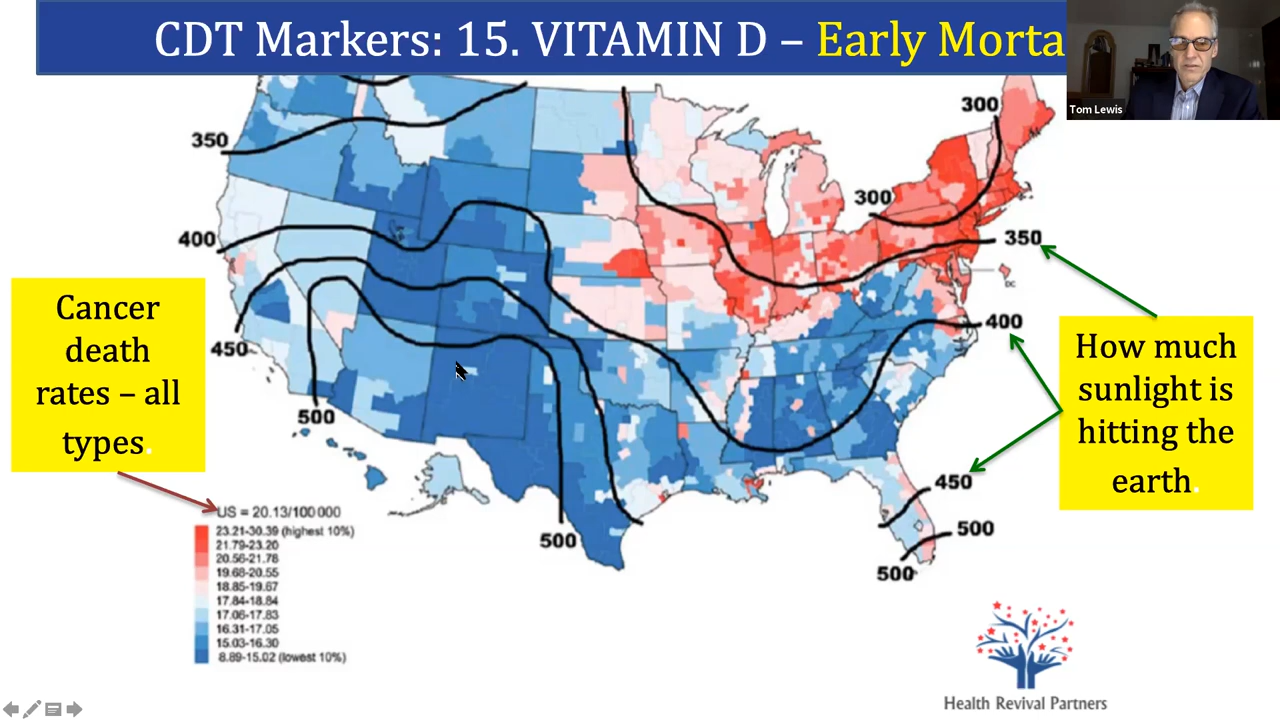 CDT Markers: 15. VITAMIN D – Early Morta
Tom Lewis
300
350
300
400
350
DC
Cancer
death
rates – all
types.
400
How much
sunlight is
hitting the
earth.
450
500
450
500
500
500
US = 20.13/100 000
23.21-30.39 (highest 10%)
21.79-23.20
20.56-21.78
19.68-20.55
18.85-19.67
17.84-18.84
17.06-17.83
16.31-17.05
15.03-16.30
8.89-15.02 (lowest 10%)
Health Revival Partners